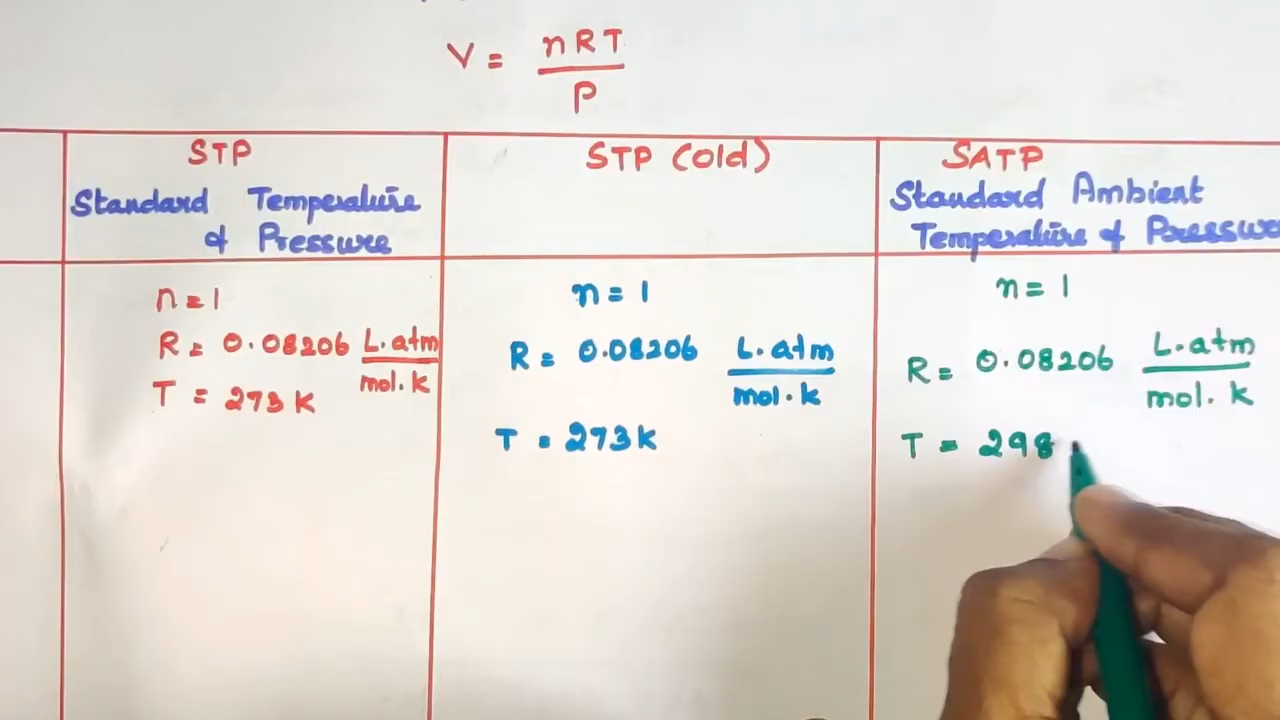 V = nRT
P
STP
Standard Temperature
& Pressure
n = 1
R = 0.08206 L.atm
mol.k
T = 273 K
STP (Old)
n = 1
R = 0.08206 L.atm
mol.k
T = 273 K
SATP
Standard Ambient
Temperature & Pressure
n = 1
R = 0.08206 L.atm
mol.k
T = 298